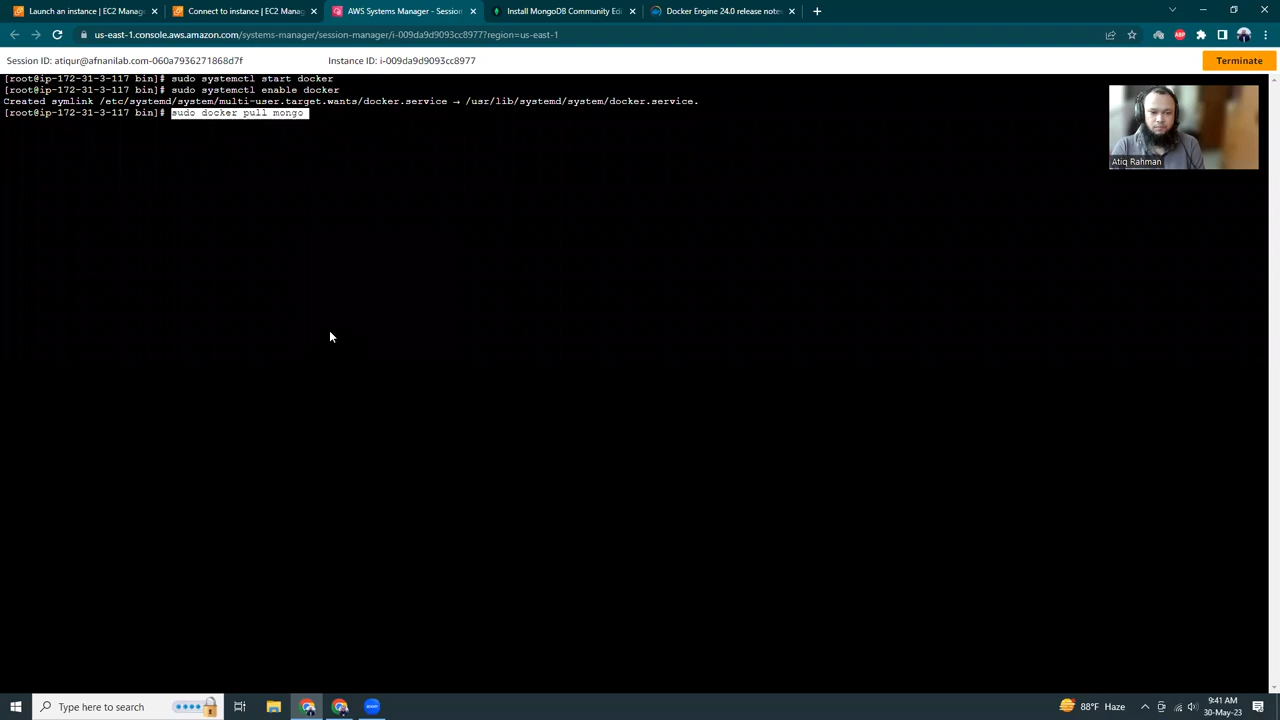 Launch an instance | EC2 Manage
Connect to instance | EC2 Manag
AWS Systems Manager - Session
Install MongoDB Community Edi
Docker Engine 24.0 release notes
us-east-1.console.aws.amazon.com/systems-manager/session-manager/i-009da9d9093cc8977?region=us-east-1
ABP
Session ID: atiqur@afnanilab.com-060a7936271868d7f
Instance ID: i-009da9d9093cc8977
Terminate
[root@ip-172-31-3-117 bin]# sudo systemctl start docker
[root@ip-172-31-3-117 bin]# sudo systemctl enable docker
Created symlink /etc/systemd/system/multi-user.target.wants/docker.service → /usr/lib/systemd/system/docker.service.
[root@ip-172-31-3-117 bin]# sudo docker pull mongo
Atiq Rahman
Type here to search
zoom
88°F Haze
9:41 AM
30-May-23